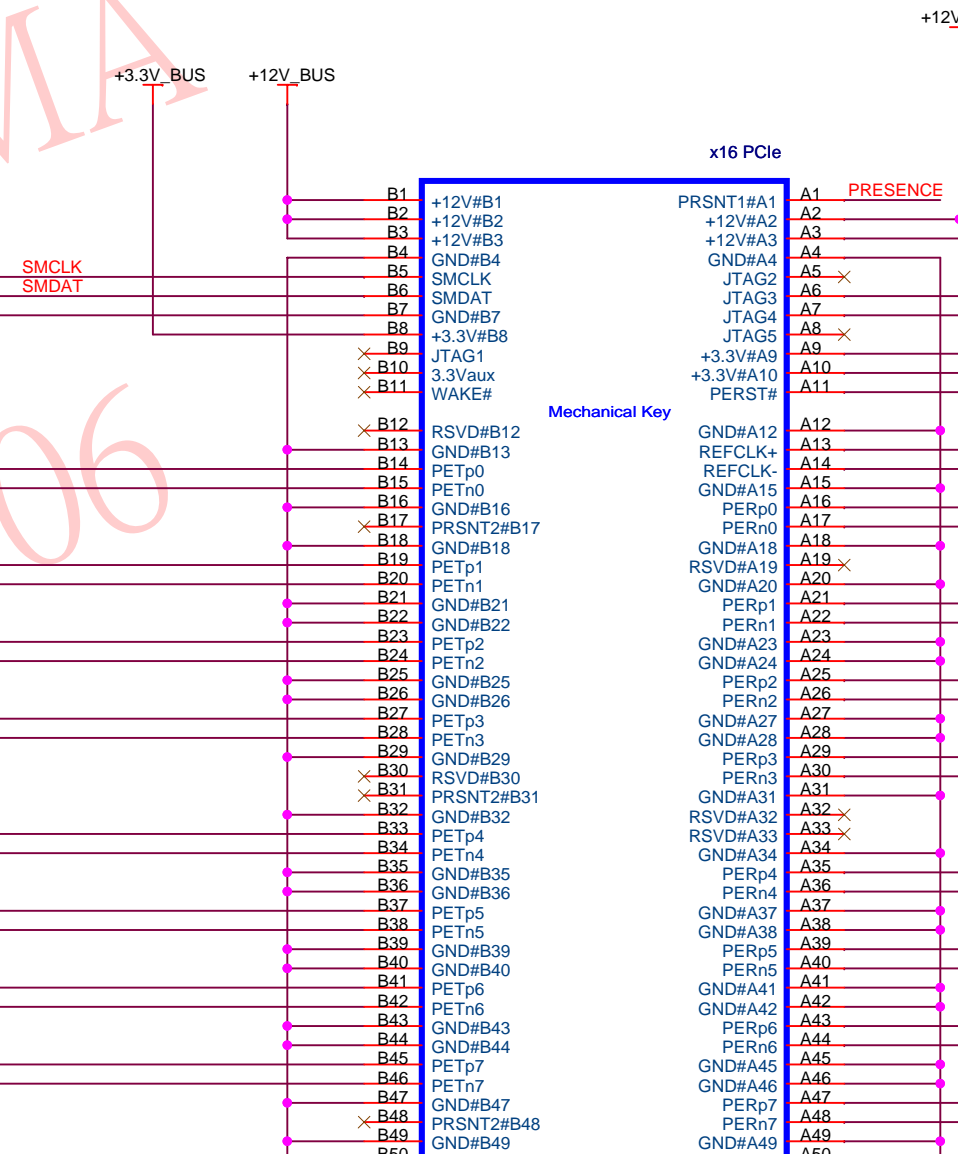 +12V
+3.3V_BUS +12V_BUS
MA
x16 PCIe
B1 +12V#B1 PRSNT1#A1 A1 PRESENCE
B2 +12V#B2 +12V#A2 A2
B3 +12V#B3 +12V#A3 A3
B4 GND#B4 GND#A4 A4
SMCLK B5 SMCLK JTAG2 A5
SMDAT B6 SMDAT JTAG3 A6
B7 GND#B7 JTAG4 A7
B8 +3.3V#B8 JTAG5 A8
B9 JTAG1 +3.3V#A9 A9
B10 3.3Vaux +3.3V#A10 A10
B11 WAKE# PERST# A11
Mechanical Key
B12 RSVD#B12 GND#A12 A12
B13 GND#B13 REFCLK+ A13
B14 PETp0 REFCLK- A14
B15 PETn0 GND#A15 A15
06
B16 GND#B16 PERp0 A16
B17 PRSNT2#B17 PERn0 A17
B18 GND#B18 GND#A18 A18
B19 PETp1 RSVD#A19 A19
B20 PETn1 GND#A20 A20
B21 GND#B21 PERp1 A21
B22 GND#B22 PERn1 A22
B23 PETp2 GND#A23 A23
B24 PETn2 GND#A24 A24
B25 GND#B25 PERp2 A25
B26 GND#B26 PERn2 A26
B27 PETp3 GND#A27 A27
B28 PETn3 GND#A28 A28
B29 GND#B29 PERp3 A29
B30 RSVD#B30 PERn3 A30
B31 PRSNT2#B31 GND#A31 A31
B32 GND#B32 RSVD#A32 A32
B33 PETp4 RSVD#A33 A33
B34 PETn4 GND#A34 A34
B35 GND#B35 PERp4 A35
B36 GND#B36 PERn4 A36
B37 PETp5 GND#A37 A37
B38 PETn5 GND#A38 A38
B39 GND#B39 PERp5 A39
B40 GND#B40 PERn5 A40
B41 PETp6 GND#A41 A41
B42 PETn6 GND#A42 A42
B43 GND#B43 PERp6 A43
B44 GND#B44 PERn6 A44
B45 PETp7 GND#A45 A45
B46 PETn7 GND#A46 A46
B47 GND#B47 PERp7 A47
B48 PRSNT2#B48 PERn7 A48
B49 GND#B49 GND#A49 A49
B50 A50